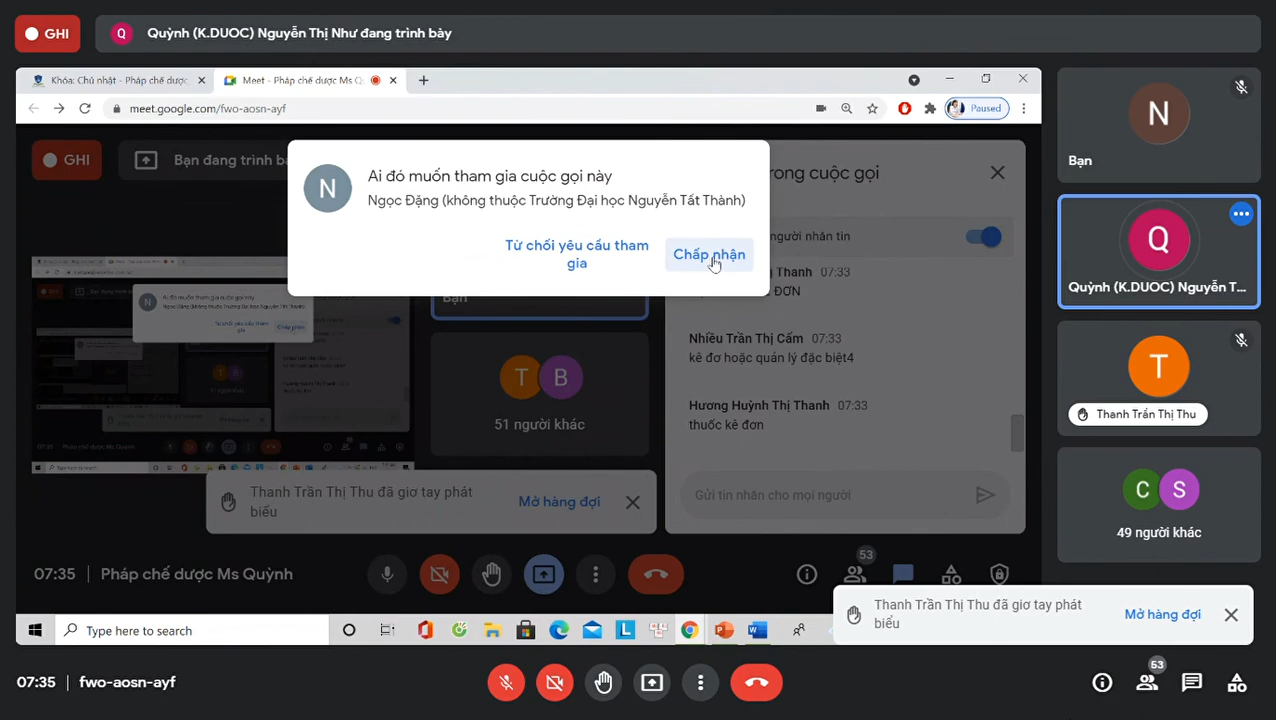 GHI
Q
Quỳnh (K.DUOC) Nguyễn Thị Như đang trình bày
Khóa: Chủ nhật - Pháp chế dược
Meet - Pháp chế dược Ms Q
meet.google.com/fwo-aosn-ayf
Paused
GHI
Bạn đang trình bà
rong cuộc gọi
N
Ai đó muốn tham gia cuộc gọi này
Ngọc Đặng (không thuộc Trường Đại học Nguyễn Tất Thành)
Từ chối yêu cầu tham
gia
Chấp nhận
người nhắn tin
Thanh 07:33
ĐƠN
Nhiều Trần Thị Cẩm 07:33
kê đơn hoặc quản lý đặc biệt4
Hương Huỳnh Thị Thanh 07:33
thuốc kê đơn
Gửi tin nhắn cho mọi người
Bạn
T B
51 người khác
Thanh Trần Thị Thu đã giơ tay phát
biểu
Mở hàng đợi
07:35 Pháp chế dược Ms Quỳnh
53
Type here to search
N
Bạn
Q
Quỳnh (K.DUOC) Nguyễn T...
T
Thanh Trần Thị Thu
C S
49 người khác
Thanh Trần Thị Thu đã giơ tay phát
biểu
Mở hàng đợi
07:35 fwo-aosn-ayf
53